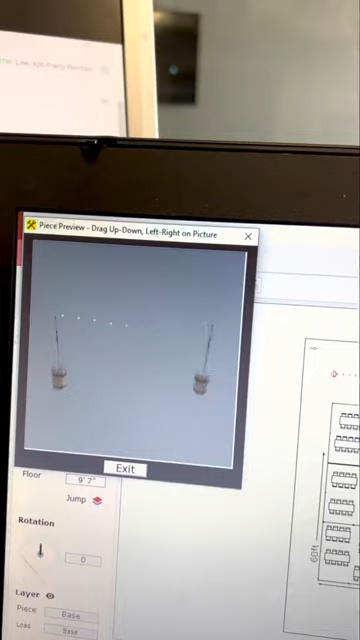 Piece Preview - Drag Up-Down, Left-Right on Picture
Exit
Floor
9' 7"
Jump
Rotation
0
Layer
Piece
Base
Load
Base
60ft